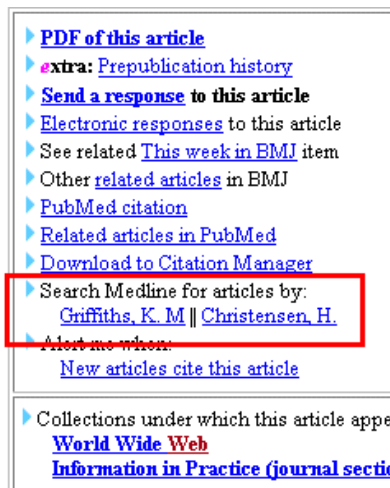 PDF of this article
extra: Prepublication history
Send a response to this article
Electronic responses to this article
See related This week in BMJ item
Other related articles in BMJ
PubMed citation
Related articles in PubMed
Download to Citation Manager
Search Medline for articles by:
Griffiths, K. M || Christensen, H.
Alert me when:
New articles cite this article
Collections under which this article appe
World Wide Web
Information in Practice (journal sectio